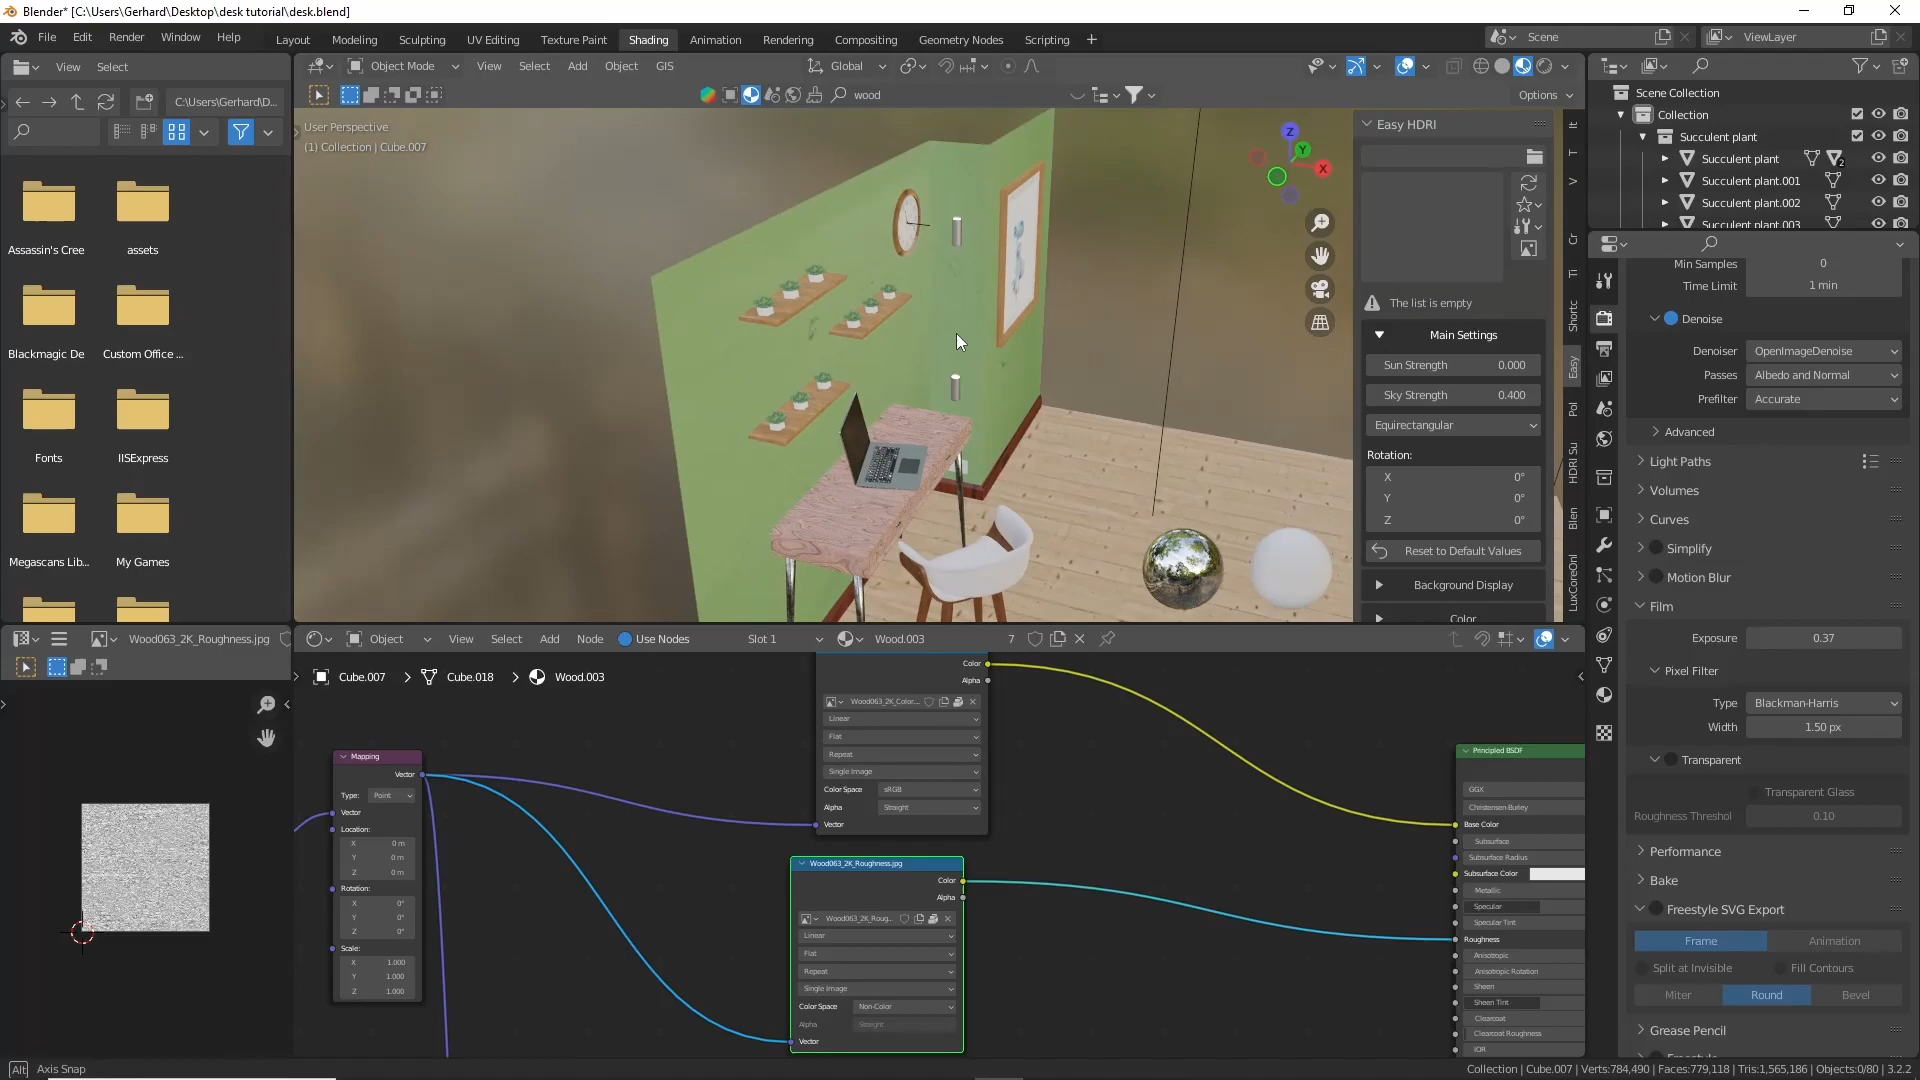 Blender* [C:\Users\Gerhard\Desktop\desk tutorial\desk.blend]
File Edit Render Window Help
Layout Modeling Sculpting UV Editing Texture Paint Shading Animation Rendering Compositing Geometry Nodes Scripting +
Scene
ViewLayer
View Select
C:\Users\Gerhard\D...
Assassin's Cree
assets
Blackmagic De
Custom Office ...
Fonts
IISExpress
Megascans Lib...
My Games
Object Mode View Select Add Object GIS
Global
wood
Options
User Perspective
(1) Collection | Cube.007
Z
Y
X
Easy HDRI
The list is empty
Main Settings
Sun Strength 0.000
Sky Strength 0.400
Equirectangular
Rotation:
X 0°
Y 0°
Z 0°
Reset to Default Values
Background Display
Color
It
T
V
Cr
Ti
Shortc
Easy
Pol
HDRI Su
Blen
LuxCoreOnl
Scene Collection
Collection
Succulent plant
Succulent plant
2
Succulent plant.001
Succulent plant.002
Succulent plant.003
Min Samples 0
Time Limit 1 min
Denoise
Denoiser OpenImageDenoise
Passes Albedo and Normal
Prefilter Accurate
Advanced
Light Paths
Volumes
Curves
Simplify
Motion Blur
Film
Exposure 0.37
Pixel Filter
Type Blackman-Harris
Width 1.50 px
Transparent
Transparent Glass
Roughness Threshol 0.10
Performance
Bake
Freestyle SVG Export
Frame Animation
Split at Invisible Fill Contours
Miter Round Bevel
Grease Pencil
Wood063_2K_Roughness.jpg
Object View Select Add Node Use Nodes Slot 1 Wood.003 7
Cube.007 > Cube.018 > Wood.003
Mapping
Vector
Type: Point
Vector
Location:
X 0 m
Y 0 m
Z 0 m
Rotation:
X 0°
Y 0°
Z 0°
Scale:
X 1.000
Y 1.000
Z 1.000
Color
Alpha
Wood063_2K_Color....
Linear
Flat
Repeat
Single Image
Color Space sRGB
Alpha Straight
Vector
Wood063_2K_Roughness.jpg
Color
Alpha
Wood063_2K_Roug...
Linear
Flat
Repeat
Single Image
Color Space Non-Color
Alpha Straight
Vector
Principled BSDF
GGX
Christensen-Burley
Base Color
Subsurface
Subsurface Radius
Subsurface Color
Metallic
Specular
Specular Tint
Roughness
Anisotropic
Anisotropic Rotation
Sheen
Sheen Tint
Clearcoat
Clearcoat Roughness
IOR
Alt Axis Snap
Collection | Cube.007 | Verts:784,490 | Faces:779,118 | Tris:1,565,186 | Objects:0/80 | 3.2.2